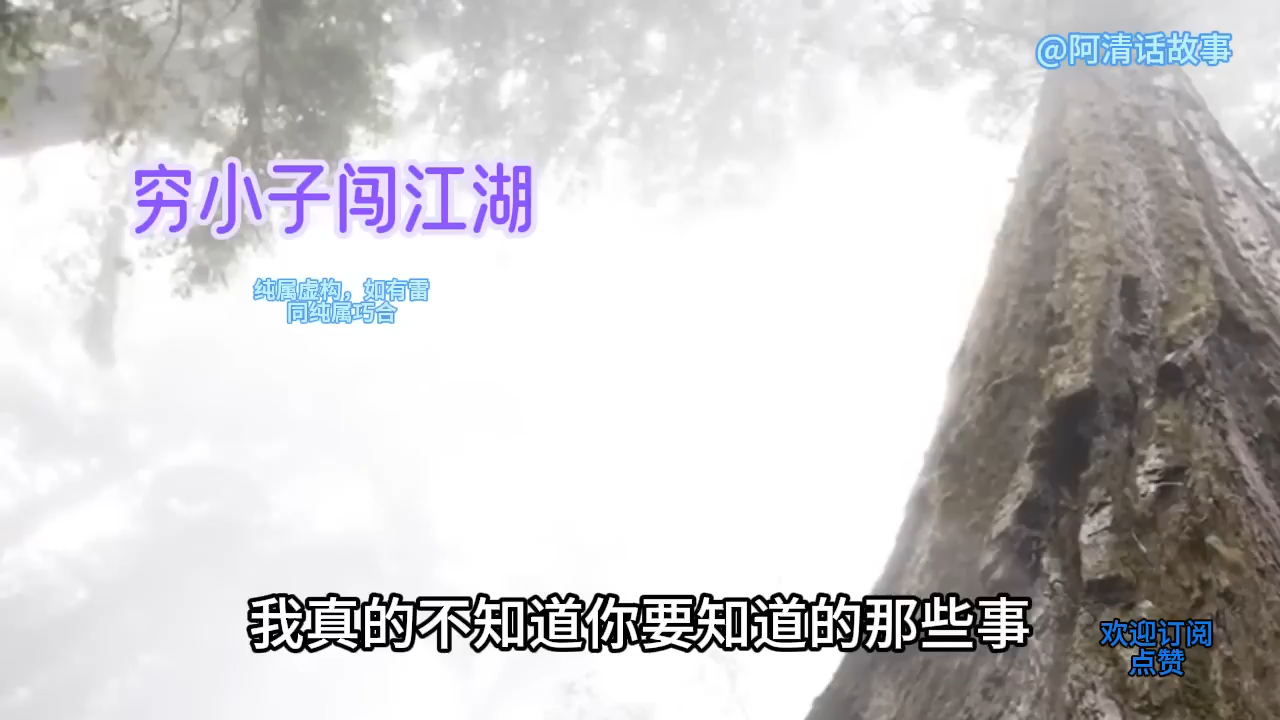 @阿清话故事
穷小子闯江湖
纯属虚构，如有雷
同纯属巧合
我真的不知道你要知道的那些事
欢迎订阅
点赞